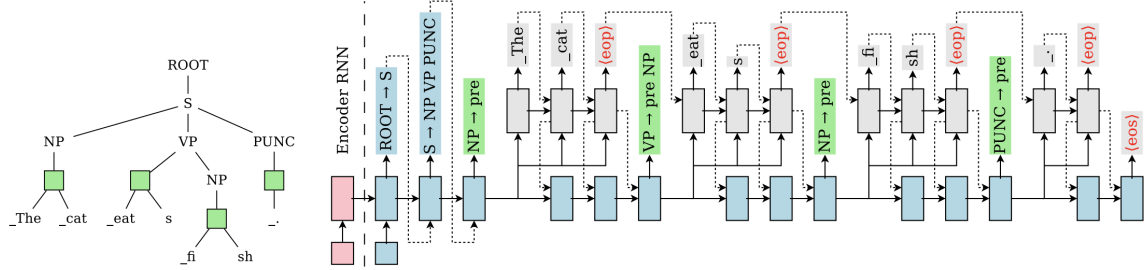 ROOT
S
NP
VP
PUNC
NP
_The
_cat
_eat
s
_.
_fi
sh
Encoder RNN
ROOT → S
S → NP VP PUNC
NP → pre
_The
_cat
⟨eop⟩
VP → pre NP
_eat
s
⟨eop⟩
NP → pre
_fi
sh
⟨eop⟩
PUNC → pre
_.
⟨eop⟩
⟨eos⟩